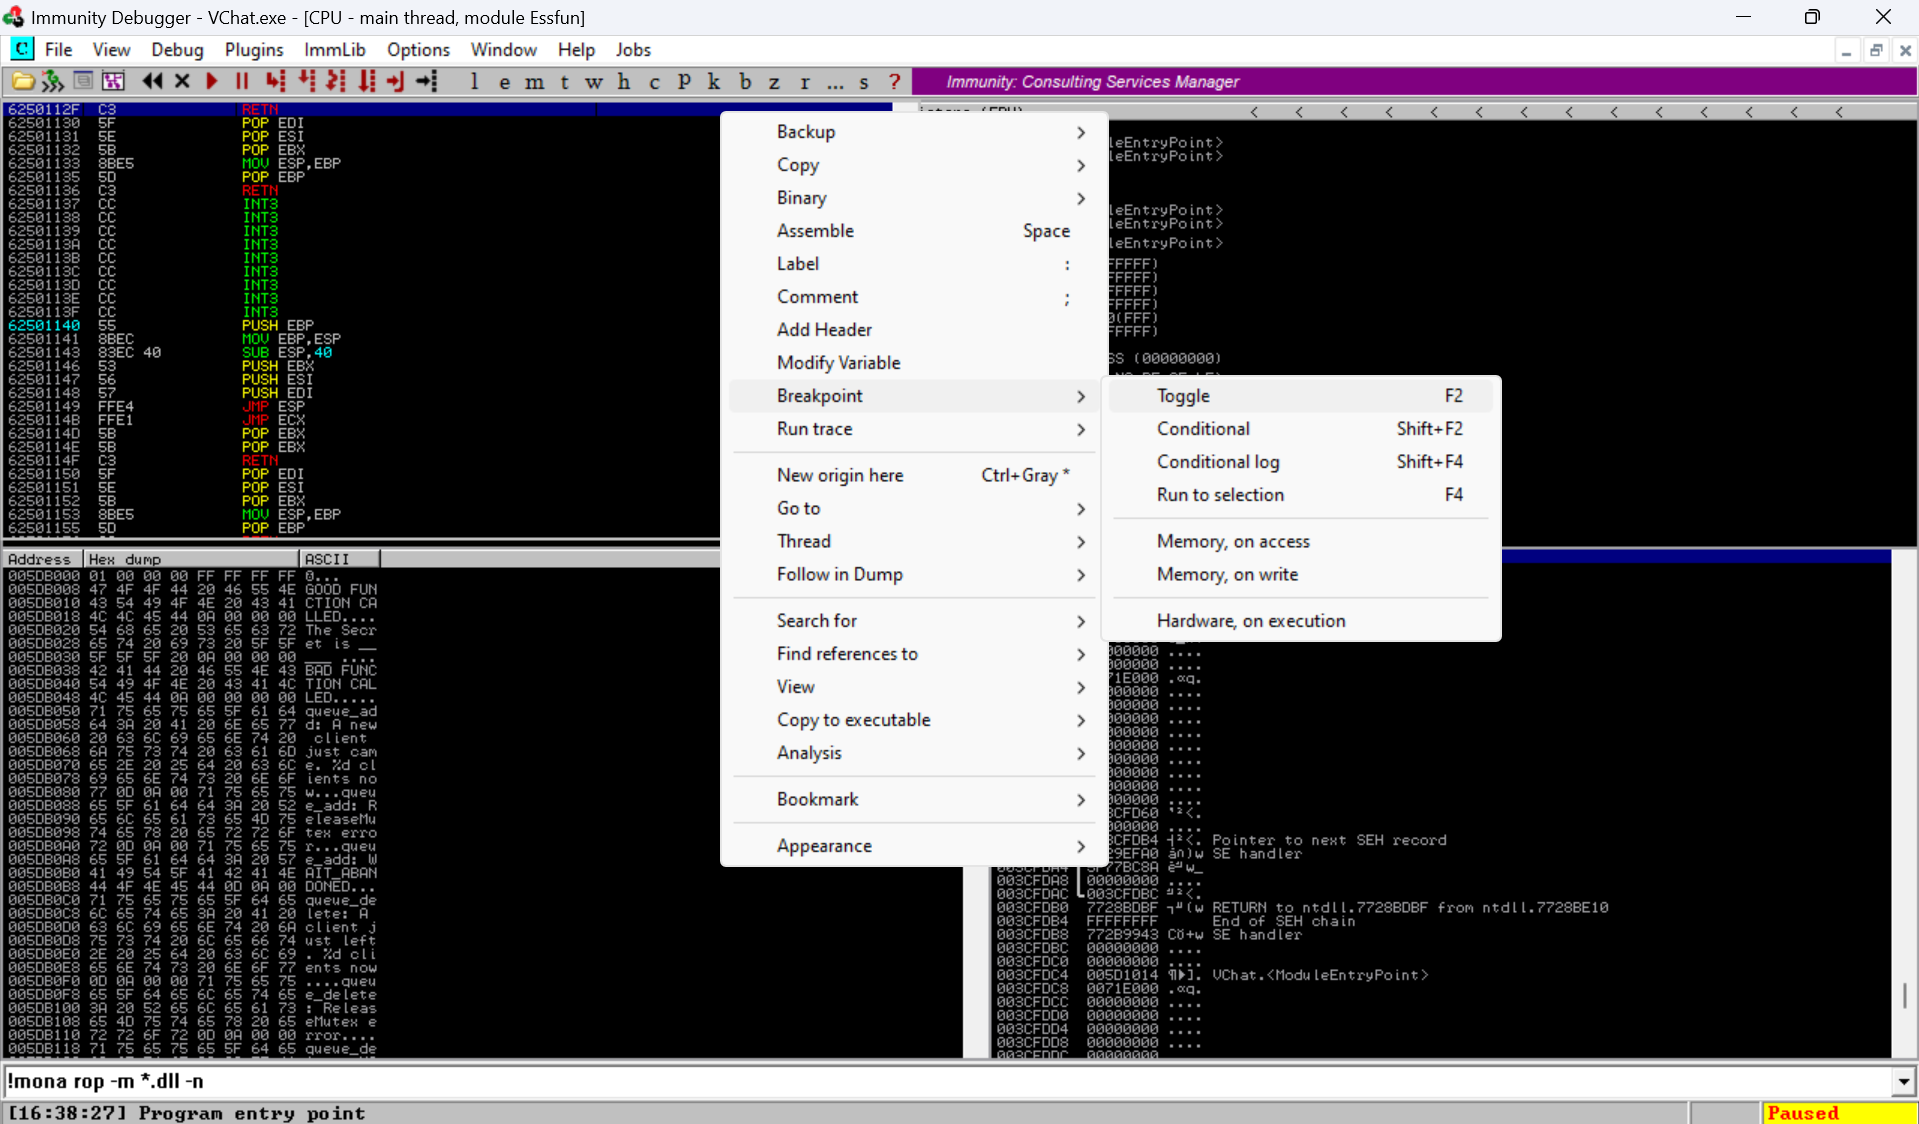 Immunity Debugger - VChat.exe - [CPU - main thread, module Essfun]
C File View Debug Plugins ImmLib Options Window Help Jobs
l e m t w h c P k b z r ... s ?
Immunity: Consulting Services Manager
6250112F C3 RETN
62501130 5F POP EDI
62501131 5E POP ESI
62501132 5B POP EBX
62501133 8BE5 MOV ESP,EBP
62501135 5D POP EBP
62501136 C3 RETN
62501137 CC INT3
62501138 CC INT3
62501139 CC INT3
6250113A CC INT3
6250113B CC INT3
6250113C CC INT3
6250113D CC INT3
6250113E CC INT3
6250113F CC INT3
62501140 55 PUSH EBP
62501141 8BEC MOV EBP,ESP
62501143 83EC 40 SUB ESP,40
62501146 53 PUSH EBX
62501147 56 PUSH ESI
62501148 57 PUSH EDI
62501149 FFE4 JMP ESP
6250114B FFE1 JMP ECX
6250114D 5B POP EBX
6250114E 5B POP EBX
6250114F C3 RETN
62501150 5F POP EDI
62501151 5E POP ESI
62501152 5B POP EBX
62501153 8BE5 MOV ESP,EBP
62501155 5D POP EBP
< < < < < < < < < < < < < <
leEntryPoint>
leEntryPoint>
leEntryPoint>
leEntryPoint>
leEntryPoint>
FFFFF)
FFFFF)
FFFFF)
FFFFF)
0(FFF)
FFFFF)
SS (00000000)
Backup
Copy
Binary
Assemble Space
Label :
Comment ;
Add Header
Modify Variable
Breakpoint
Run trace
New origin here Ctrl+Gray *
Go to
Thread
Follow in Dump
Search for
Find references to
View
Copy to executable
Analysis
Bookmark
Appearance
Toggle F2
Conditional Shift+F2
Conditional log Shift+F4
Run to selection F4
Memory, on access
Memory, on write
Hardware, on execution
Address Hex dump ASCII
005DB000 01 00 00 00 FF FF FF FF ☺...
005DB008 47 4F 4F 44 20 46 55 4E GOOD FUN
005DB010 43 54 49 4F 4E 20 43 41 CTION CA
005DB018 4C 4C 45 44 0A 00 00 00 LLED....
005DB020 54 68 65 20 53 65 63 72 The Secr
005DB028 65 74 20 69 73 20 5F 5F et is __
005DB030 5F 5F 5F 20 0A 00 00 00 ___ ....
005DB038 42 41 44 20 46 55 4E 43 BAD FUNC
005DB040 54 49 4F 4E 20 43 41 4C TION CAL
005DB048 4C 45 44 0A 00 00 00 00 LED.....
005DB050 71 75 65 75 65 5F 61 64 queue_ad
005DB058 64 3A 20 41 20 6E 65 77 d: A new
005DB060 20 63 6C 69 65 6E 74 20 client
005DB068 6A 75 73 74 20 63 61 6D just cam
005DB070 65 2E 20 25 64 20 63 6C e. %d cl
005DB078 69 65 6E 74 73 20 6E 6F ients no
005DB080 77 0D 0A 00 71 75 65 75 w...queu
005DB088 65 5F 61 64 64 3A 20 52 e_add: R
005DB090 65 6C 65 61 73 65 4D 75 eleaseMu
005DB098 74 65 78 20 65 72 72 6F tex erro
005DB0A0 72 0D 0A 00 71 75 65 75 r...queu
005DB0A8 65 5F 61 64 64 3A 20 57 e_add: W
005DB0B0 41 49 54 5F 41 42 41 4E AIT_ABAN
005DB0B8 44 4F 4E 45 44 0D 0A 00 DONED...
005DB0C0 71 75 65 75 65 5F 64 65 queue_de
005DB0C8 6C 65 74 65 3A 20 41 20 lete: A
005DB0D0 63 6C 69 65 6E 74 20 6A client j
005DB0D8 75 73 74 20 6C 65 66 74 ust left
005DB0E0 2E 20 25 64 20 63 6C 69 . %d cli
005DB0E8 65 6E 74 73 20 6E 6F 77 ents now
005DB0F0 0D 0A 00 00 71 75 65 75 ....queu
005DB0F8 65 5F 64 65 6C 65 74 65 e_delete
005DB100 3A 20 52 65 6C 65 61 73 : Releas
005DB108 65 4D 75 74 65 78 20 65 eMutex e
005DB110 72 72 6F 72 0D 0A 00 00 rror....
005DB118 71 75 65 75 65 5F 64 65 queue_de
Pointer to next SEH record
SE handler
003CFDA8 00000000 ....
003CFDAC 003CFDBC
003CFDB0 7728BDBF RETURN to ntdll.7728BDBF from ntdll.7728BE10
003CFDB4 FFFFFFFF End of SEH chain
003CFDB8 772B9943 SE handler
003CFDBC 00000000 ....
003CFDC0 00000000 ....
003CFDC4 005D1014 VChat.<ModuleEntryPoint>
003CFDC8 0071E000 .«q.
003CFDCC 00000000 ....
003CFDD0 00000000 ....
003CFDD4 00000000 ....
003CFDD8 00000000 ....
003CFDDC 00000000
!mona rop -m *.dll -n
[16:38:27] Program entry point
Paused